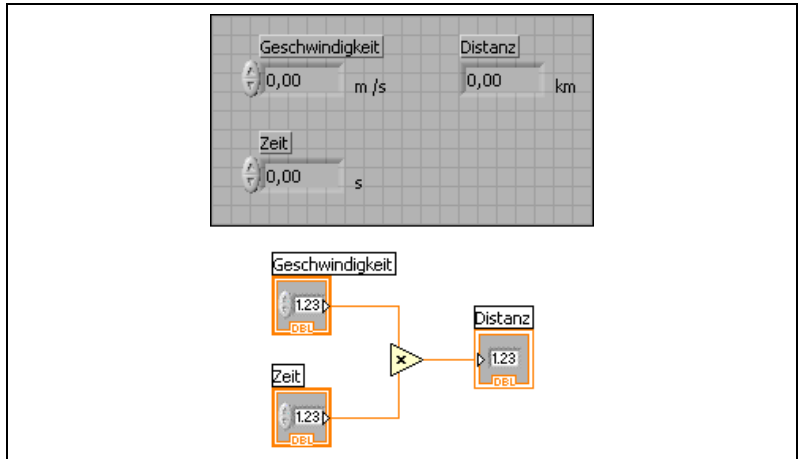 Geschwindigkeit Distanz
0,00 m /s 0,00 km
Zeit
0,00 s
Geschwindigkeit
1.23
DBL
Distanz
×
1.23
DBL
Zeit
1.23
DBL